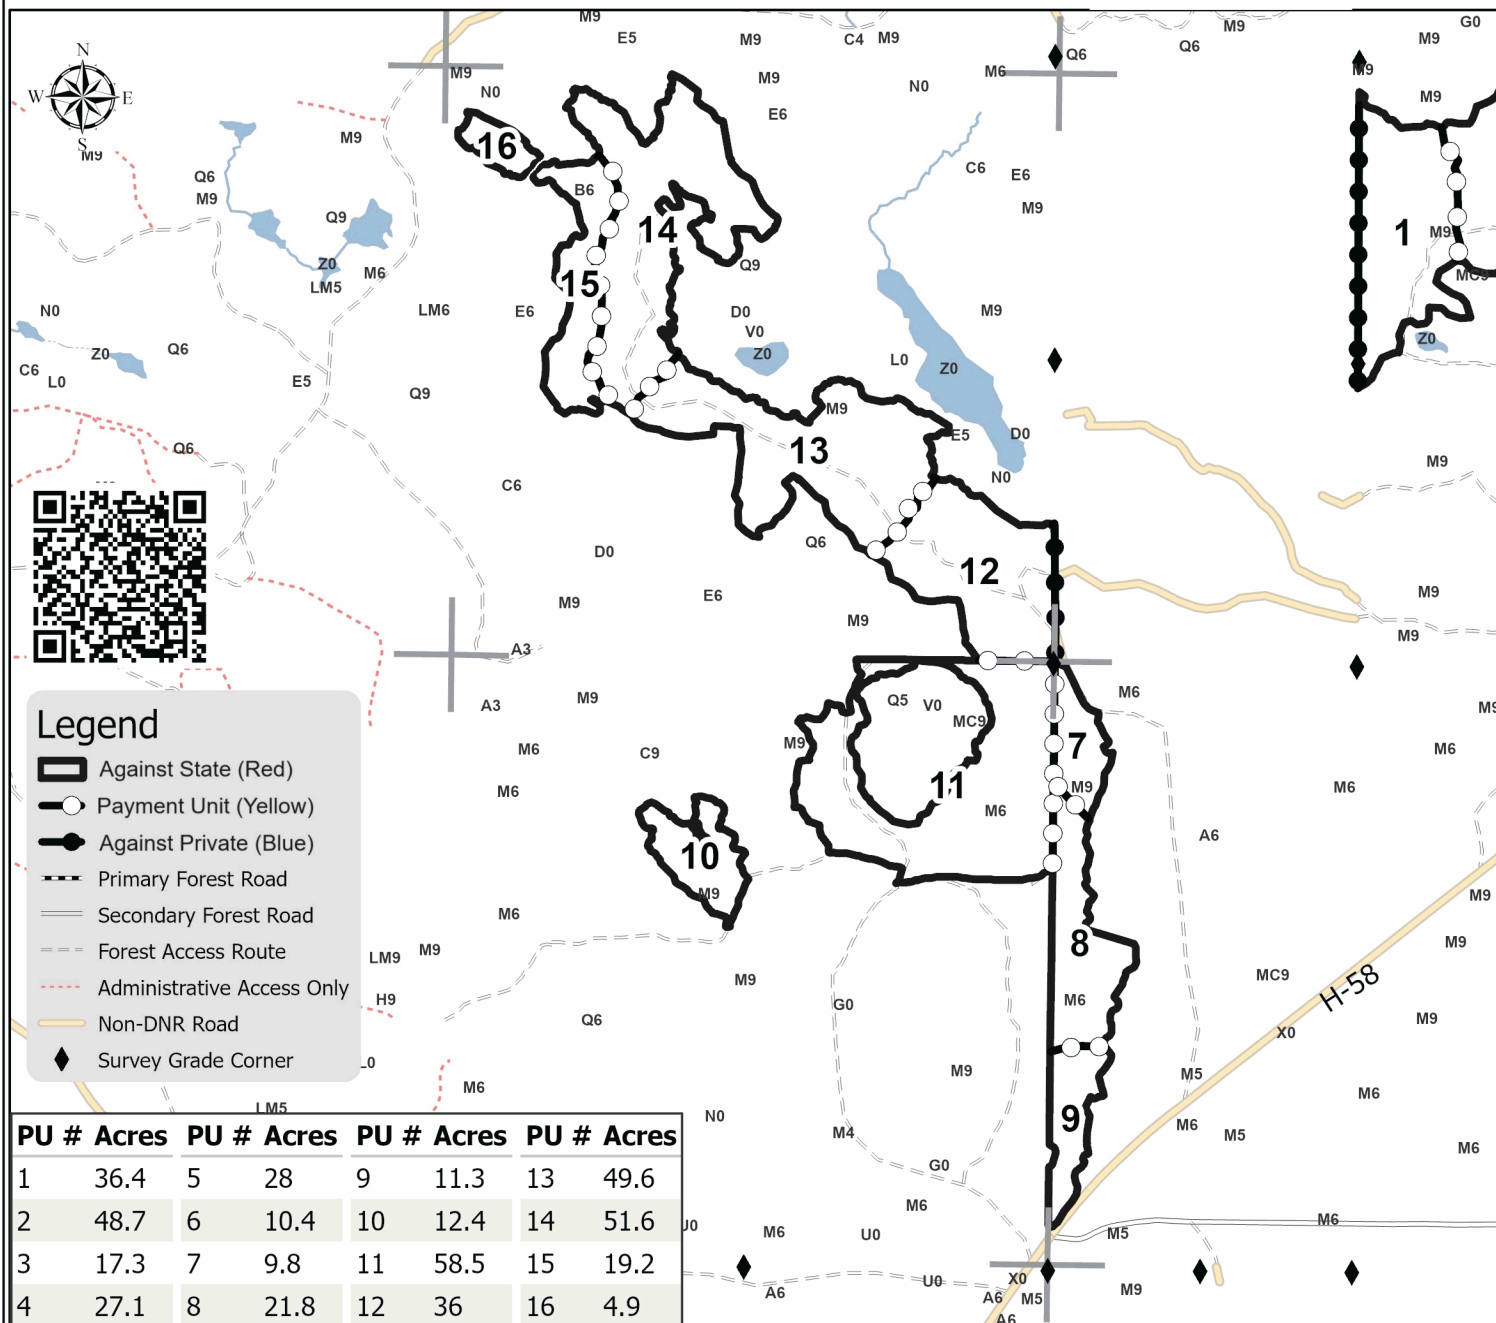 M9
G0
E5 M9 C4 M9 M9 M9
Q6 Q6
N
M9 M6 M9
M9
N0 N0 M9
W E
E6
S
M9 M9 16
C6 E6
Q6 B6
M9 M9
Q9 14 1 M9
Z0 M6 Q9 MC9
LM5 15
N0 LM6 E6 D0 M9
V0
Z0 Q6 Z0 L0 Z0 Z0
C6 L0 E5 Q9
M9
E5 D0
Q6 13 M9
C6 N0
Q6
D0 12
E6 M9
M9 M9
M9
A3
A3 M9 Q5 V0 MC9 M6 M9
M6 C9 M9 7 M6
M6 11 M9 M6
M6 A6
10
M9 M9
M6
LM9 M9 8 M9
M9 MC9
H9 M6 H-58
G0 M9
Q6 X0
L0 M9 M5
M6 M6
LM5 N0 9 M6 M5
M4 M6
G0
M6 M6
U0 M6 U0 M5
U0 X0
A6 A6 M5 M9
A6
Legend
Against State (Red)
Payment Unit (Yellow)
Against Private (Blue)
Primary Forest Road
Secondary Forest Road
Forest Access Route
Administrative Access Only
Non-DNR Road
Survey Grade Corner
PU # Acres PU # Acres PU # Acres PU # Acres
1 36.4 5 28 9 11.3 13 49.6
2 48.7 6 10.4 10 12.4 14 51.6
3 17.3 7 9.8 11 58.5 15 19.2
4 27.1 8 21.8 12 36 16 4.9